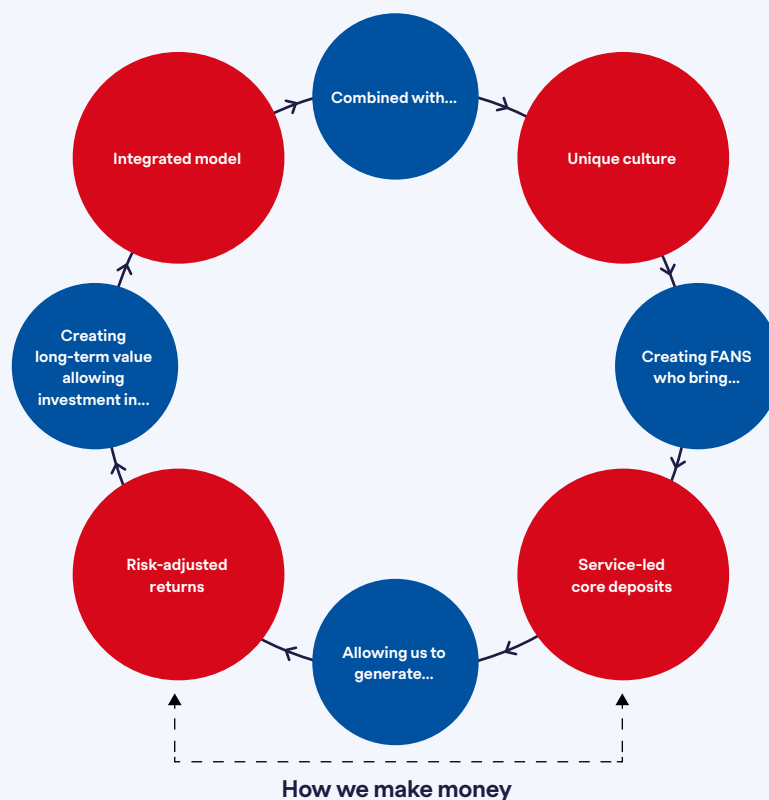 Combined with...
Integrated model
Unique culture
Creating
long-term value
allowing
investment in...
Creating FANS
who bring...
Risk-adjusted
returns
Service-led
core deposits
Allowing us to
generate...
How we make money